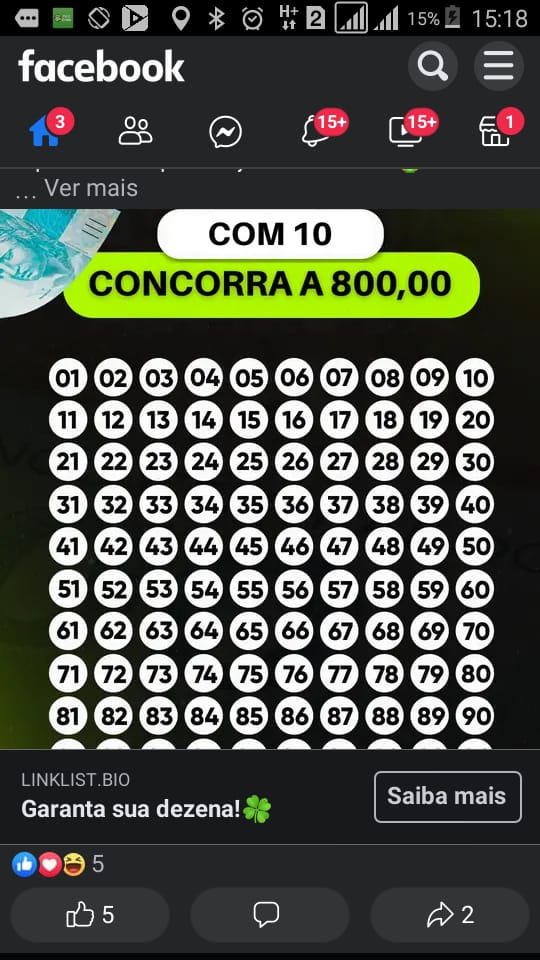 H+ 2 15% 15:18
facebook
3 15+ 15+ 1
... Ver mais
COM 10
CONCORRA A 800,00
01 02 03 04 05 06 07 08 09 10
11 12 13 14 15 16 17 18 19 20
21 22 23 24 25 26 27 28 29 30
31 32 33 34 35 36 37 38 39 40
41 42 43 44 45 46 47 48 49 50
51 52 53 54 55 56 57 58 59 60
61 62 63 64 65 66 67 68 69 70
71 72 73 74 75 76 77 78 79 80
81 82 83 84 85 86 87 88 89 90
LINKLIST.BIO
Garanta sua dezena!🍀
Saiba mais
5
5 2